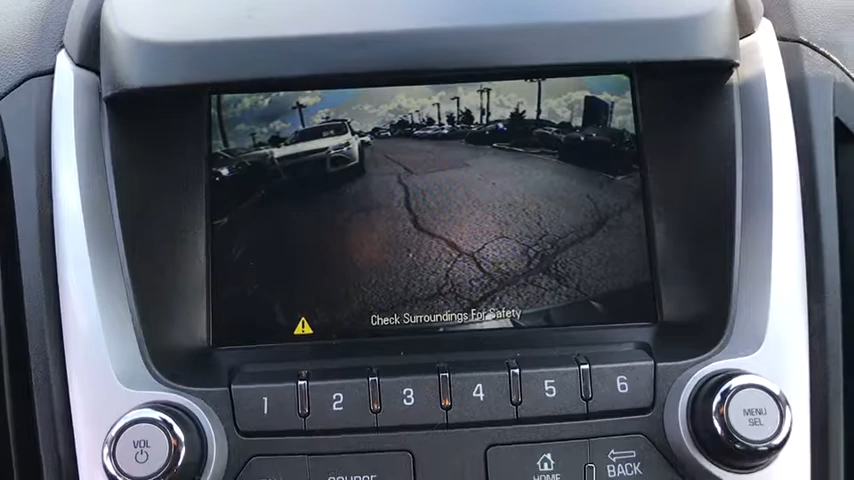 Check Surroundings For Safety
1 2 3 4 5 6
MENU
SEL
VOL
SOURCE
HOME
BACK